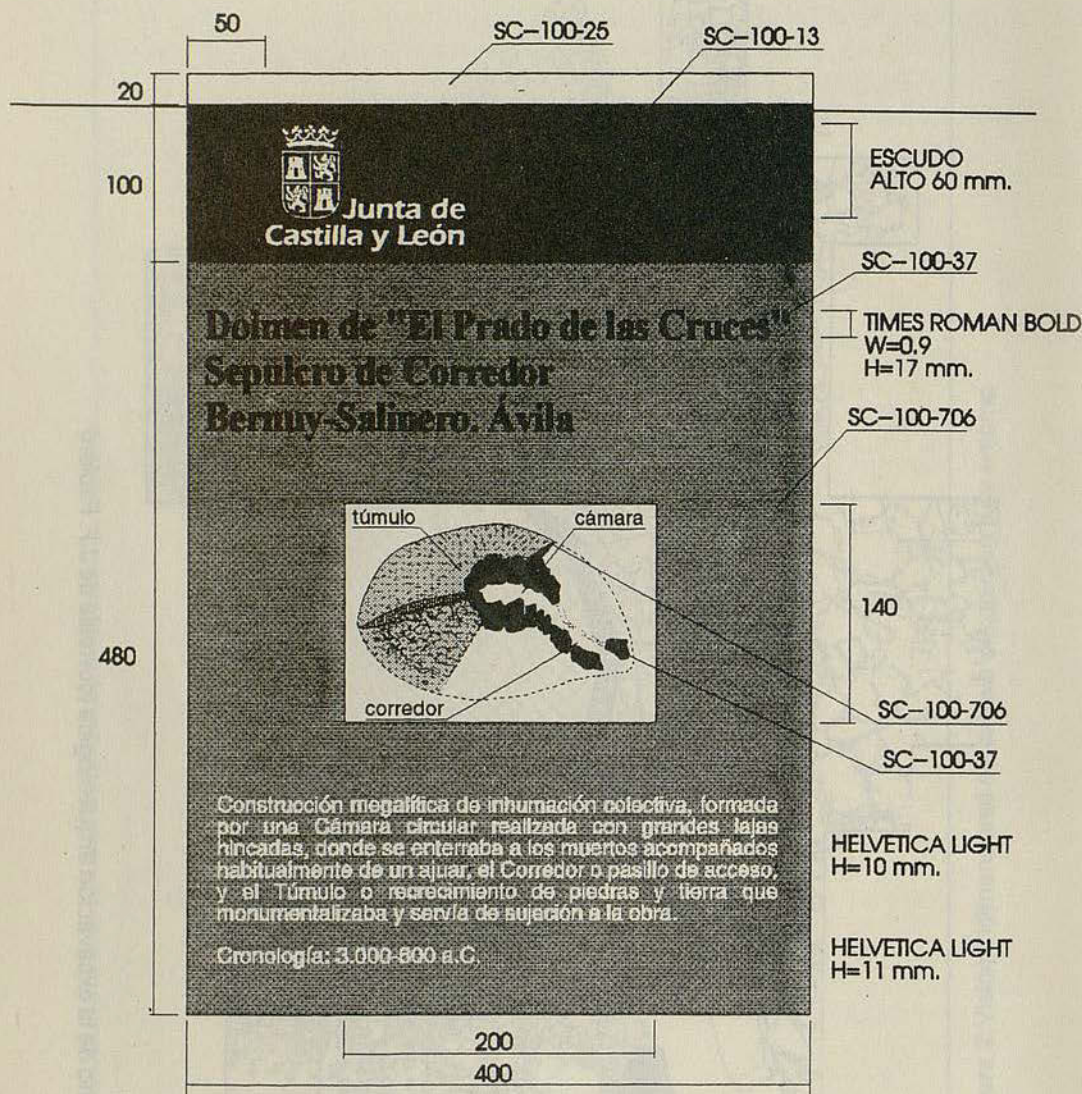 50
SC-100-25
SC-100-13
20
100
ESCUDO
ALTO 60 mm.
Junta de
Castilla y León
SC-100-37
Dolmen de "El Prado de las Cruces"
Sepulcro de Corredor
Bernuy-Salinero. Ávila
TIMES ROMAN BOLD
W=0.9
H=17 mm.
SC-100-706
túmulo
cámara
140
480
corredor
SC-100-706
SC-100-37
Construcción megalítica de inhumación colectiva, formada
por una Cámara circular realizada con grandes lajas
hincadas, donde se enterraba a los muertos acompañados
habitualmente de un ajuar, el Corredor o pasillo de acceso,
y el Túmulo o recrecimiento de piedras y tierra que
monumentalizaba y servía de sujeción a la obra.
HELVETICA LIGHT
H=10 mm.
Cronología: 3.000-800 a.C.
HELVETICA LIGHT
H=11 mm.
200
400